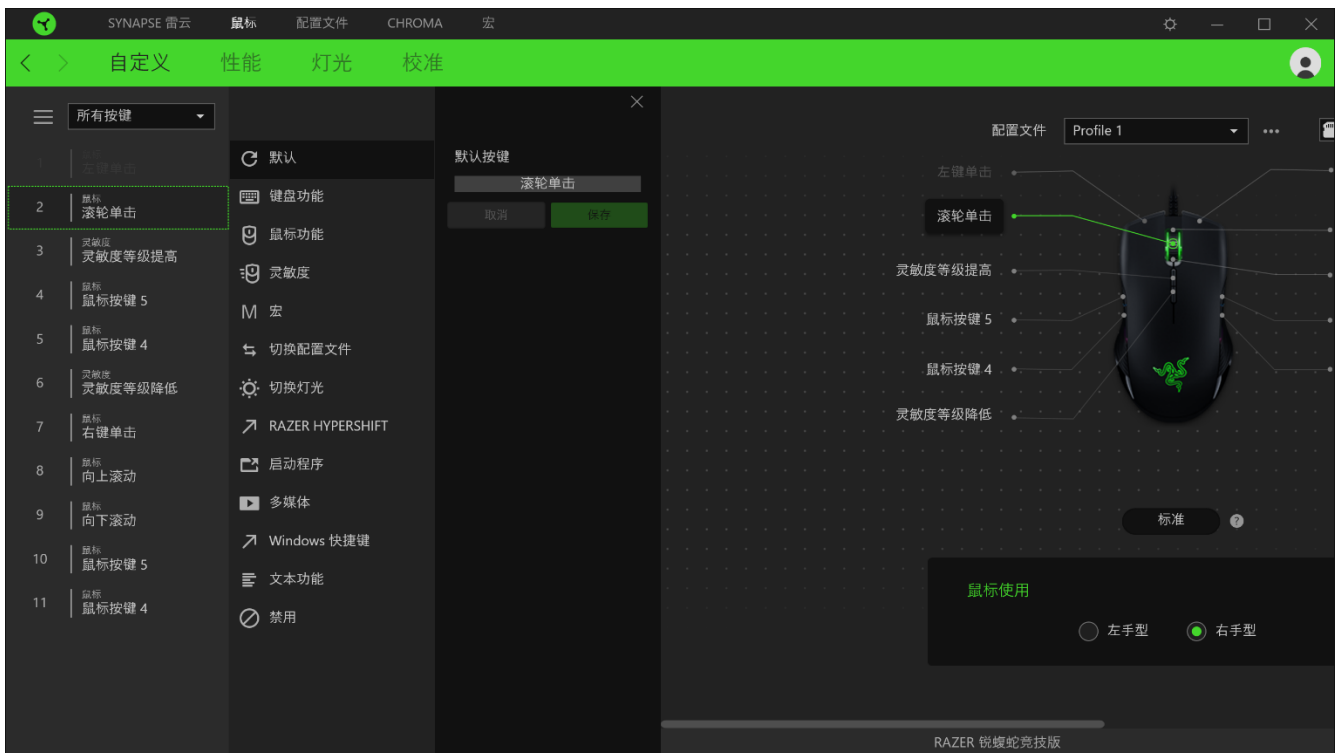 SYNAPSE 雷云 鼠标 配置文件 CHROMA 宏
自定义 性能 灯光 校准
所有按键
1 鼠标
左键单击
2 鼠标
滚轮单击
3 灵敏度
灵敏度等级提高
4 鼠标
鼠标按键 5
5 鼠标
鼠标按键 4
6 灵敏度
灵敏度等级降低
7 鼠标
右键单击
8 鼠标
向上滚动
9 鼠标
向下滚动
10 鼠标
鼠标按键 5
11 鼠标
鼠标按键 4
默认
键盘功能
鼠标功能
灵敏度
M 宏
切换配置文件
切换灯光
RAZER HYPERSHIFT
启动程序
多媒体
Windows 快捷键
文本功能
禁用
默认按键
滚轮单击
取消 保存
配置文件 Profile 1
左键单击
滚轮单击
灵敏度等级提高
鼠标按键 5
鼠标按键 4
灵敏度等级降低
标准 ?
鼠标使用
左手型 右手型
RAZER 锐蝮蛇竞技版